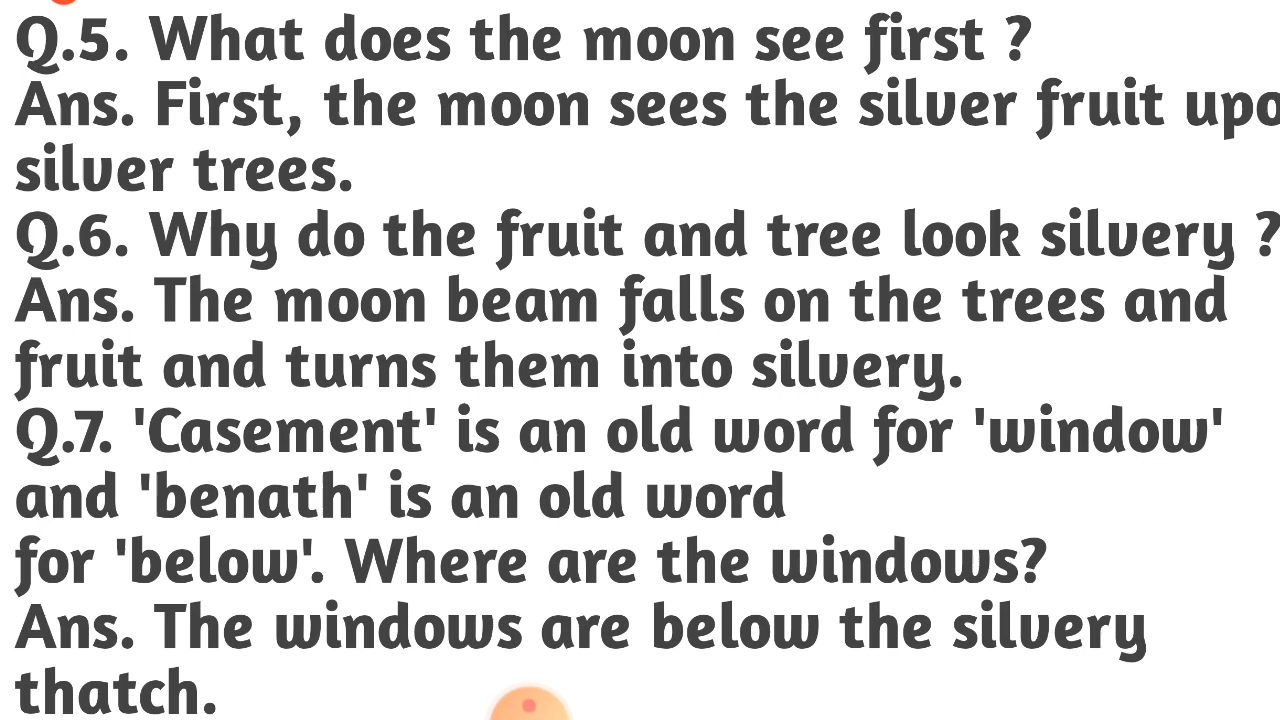 Q.5. What does the moon see first ?
Ans. First, the moon sees the silver fruit upo
silver trees.
Q.6. Why do the fruit and tree look silvery ?
Ans. The moon beam falls on the trees and
fruit and turns them into silvery.
Q.7. 'Casement' is an old word for 'window'
and 'benath' is an old word
for 'below'. Where are the windows?
Ans. The windows are below the silvery
thatch.